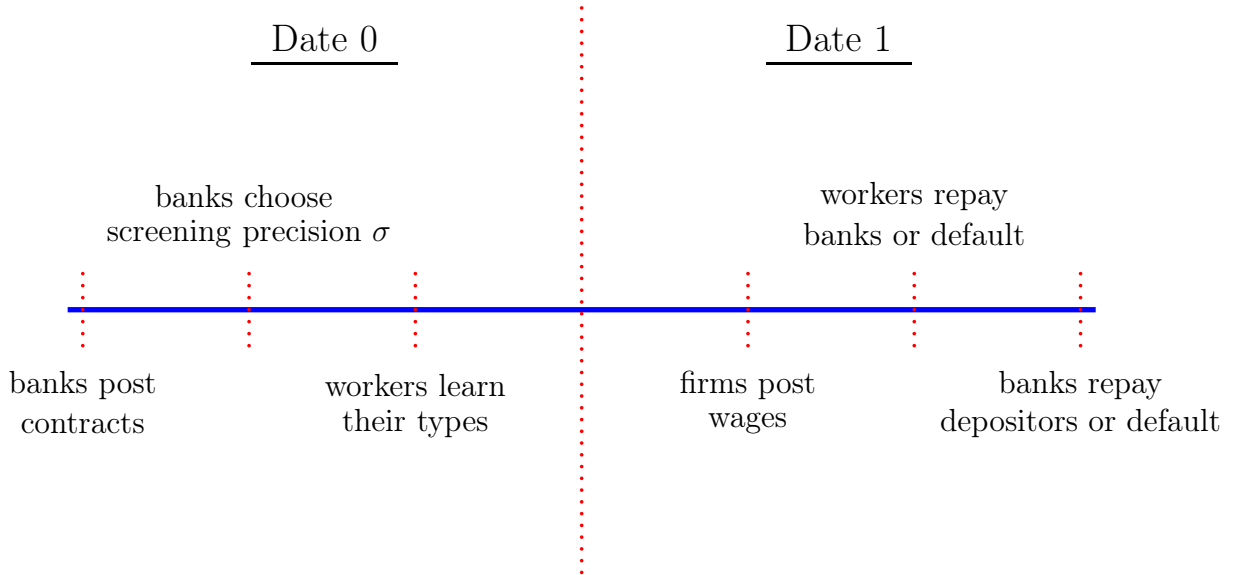 Date 0
Date 1
banks choose
screening precision σ
workers repay
banks or default
banks post
contracts
workers learn
their types
firms post
wages
banks repay
depositors or default